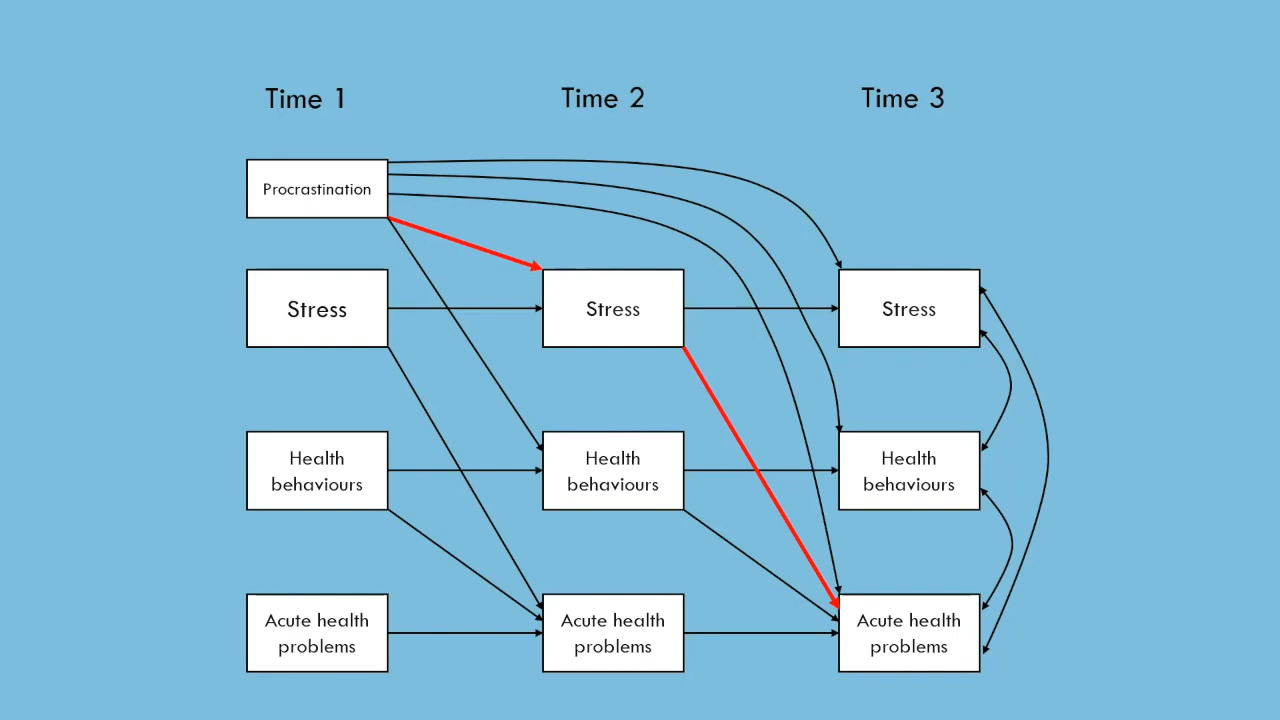 Time 1
Time 2
Time 3
Procrastination
Stress
Stress
Stress
Health
behaviours
Health
behaviours
Health
behaviours
Acute health
problems
Acute health
problems
Acute health
problems